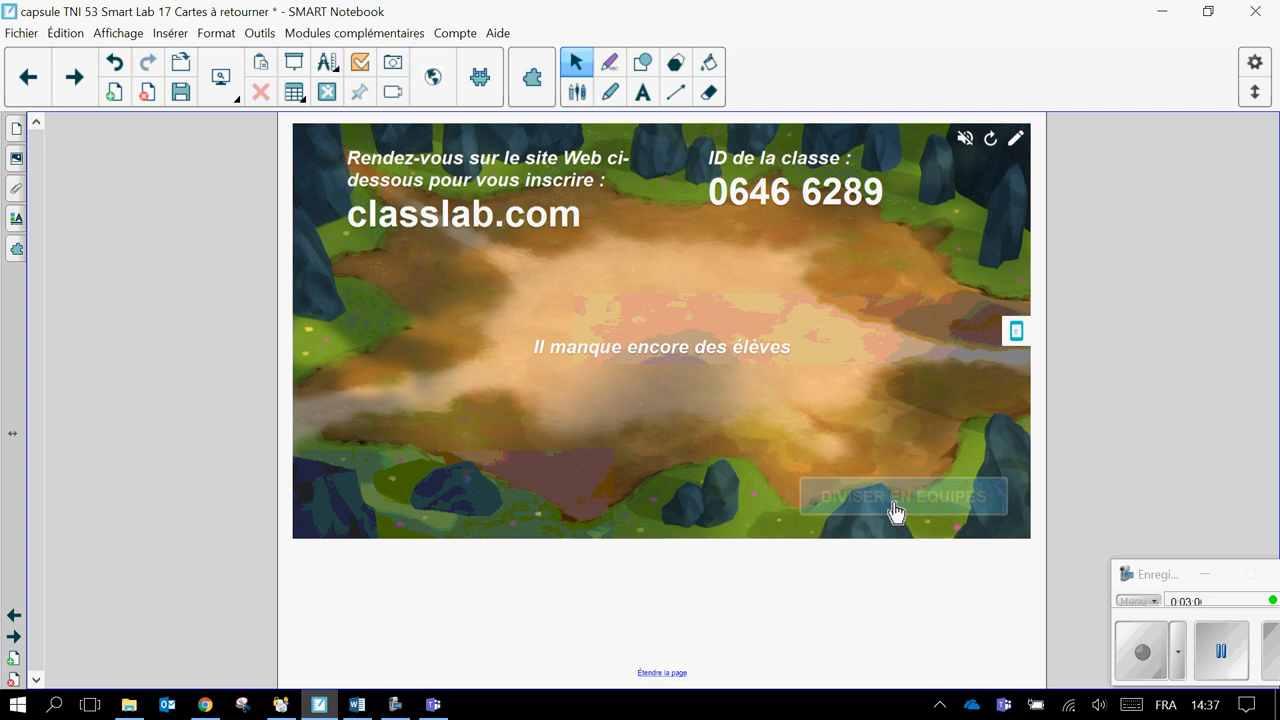 capsule TNI 53 Smart Lab 17 Cartes à retourner * - SMART Notebook
Fichier Édition Affichage Insérer Format Outils Modules complémentaires Compte Aide
Rendez-vous sur le site Web ci-
dessous pour vous inscrire :
classlab.com
ID de la classe :
0646 6289
Il manque encore des élèves
DIVISER EN ÉQUIPES
Enregi...
Menu
0:03:0
Étendre la page
FRA 14:37